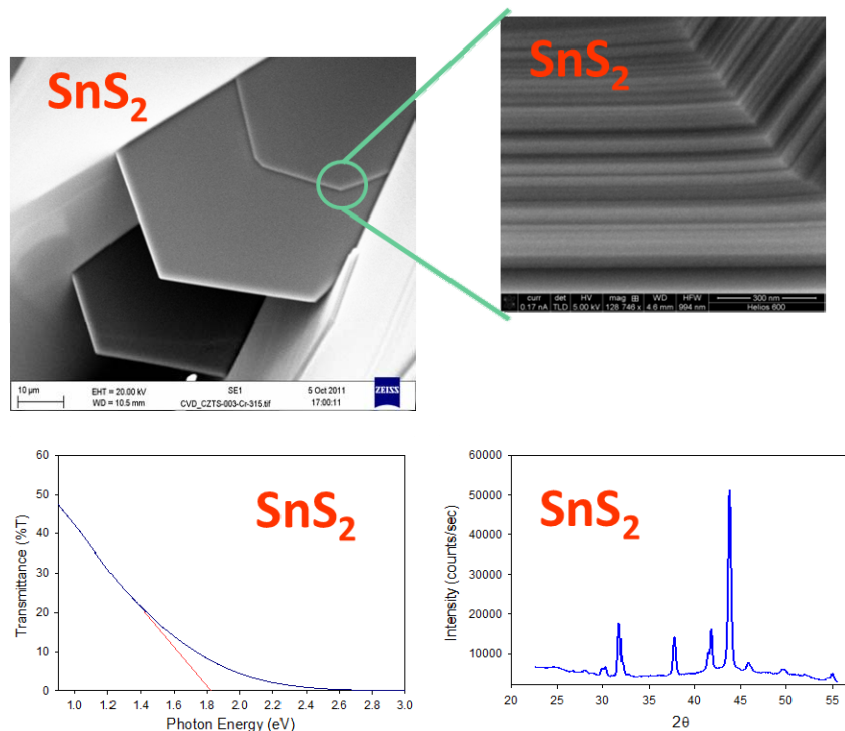 SnS₂
10 µm
EHT = 20.00 kV
WD = 10.5 mm
SE1
CVD_CZTS-003-Cr-315.tif
5 Oct 2011
17:00:11
ZEISS
SnS₂
curr det HV mag ⊞ WD HFW
0.17 nA TLD 5.00 kV 128 746 x 4.6 mm 994 nm
300 nm
Helios 600
SnS₂
Transmittance (%T)
60
50
40
30
20
10
0
1.0 1.2 1.4 1.6 1.8 2.0 2.2 2.4 2.6 2.8 3.0
Photon Energy (eV)
SnS₂
Intensity (counts/sec)
60000
50000
40000
30000
20000
10000
20 25 30 35 40 45 50 55
2θ